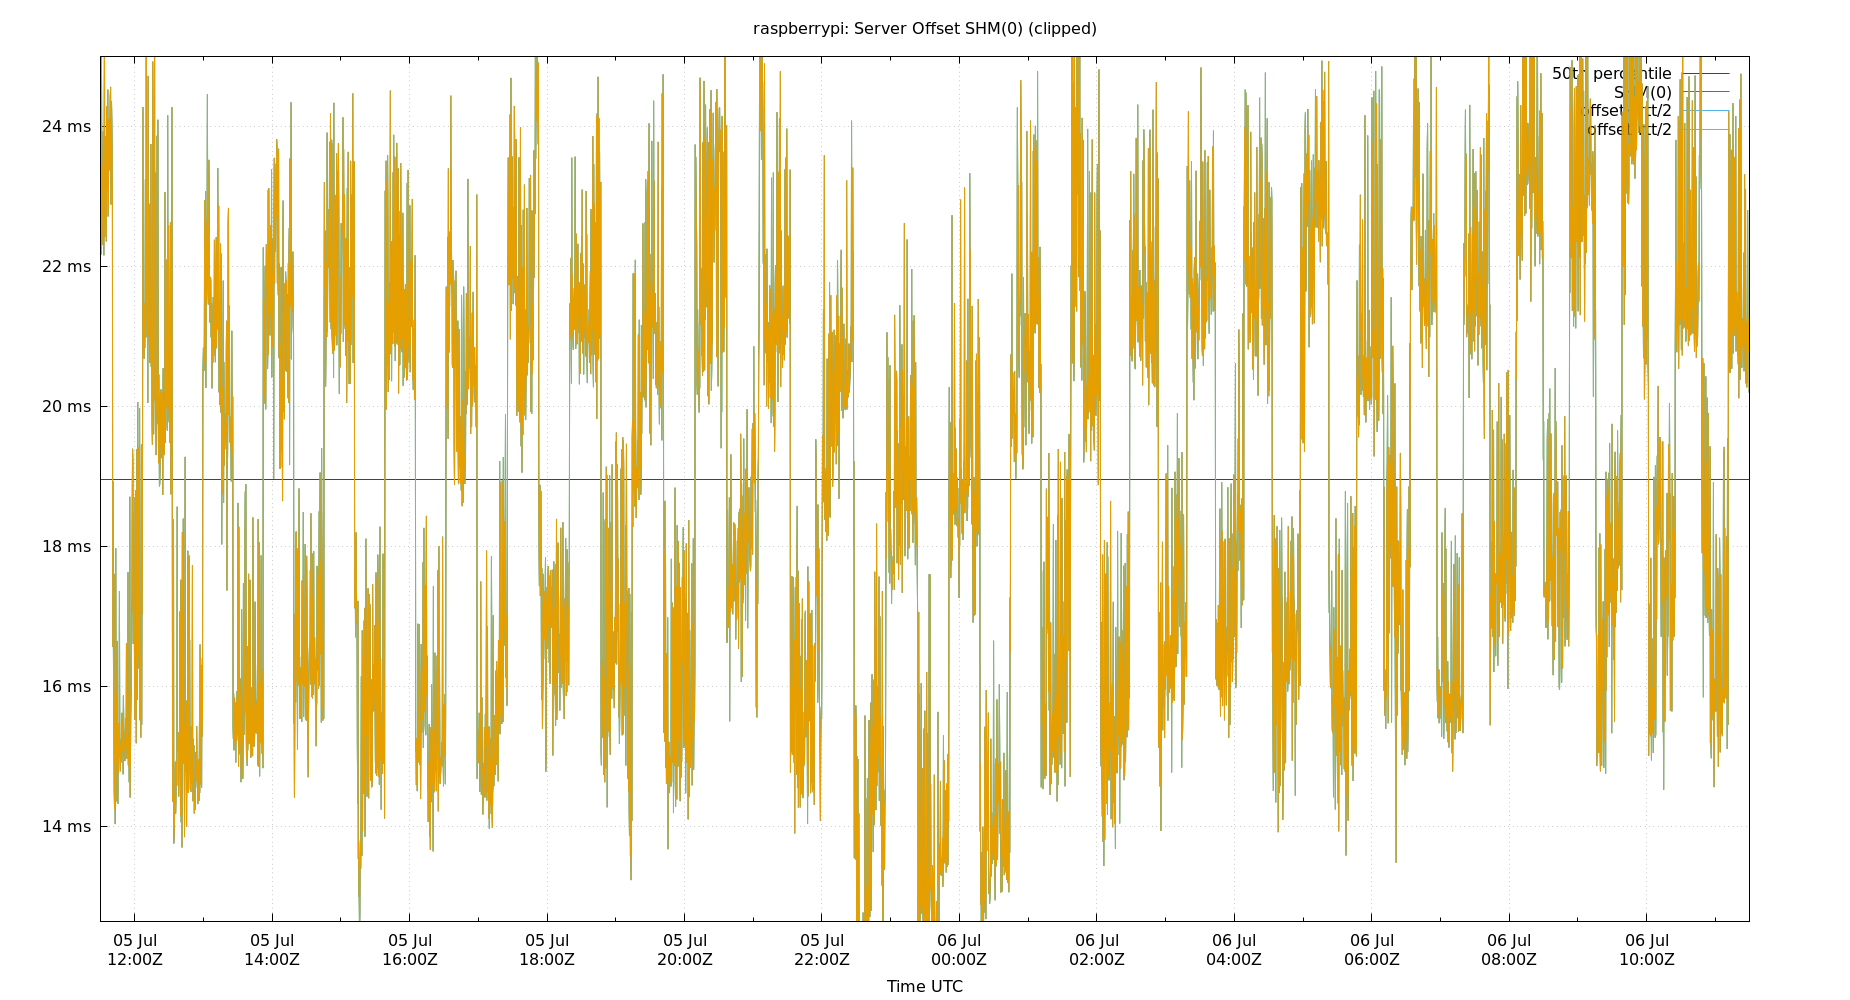 raspberrypi: Server Offset SHM(0) (clipped)
50th percentile
SHM(0)
24 ms
22 ms
20 ms
18 ms
16 ms
14 ms
05 Jul 12:00Z
05 Jul 14:00Z
05 Jul 16:00Z
05 Jul 18:00Z
05 Jul 20:00Z
05 Jul 22:00Z
06 Jul 00:00Z
06 Jul 02:00Z
06 Jul 04:00Z
06 Jul 06:00Z
06 Jul 08:00Z
06 Jul 10:00Z
Time UTC